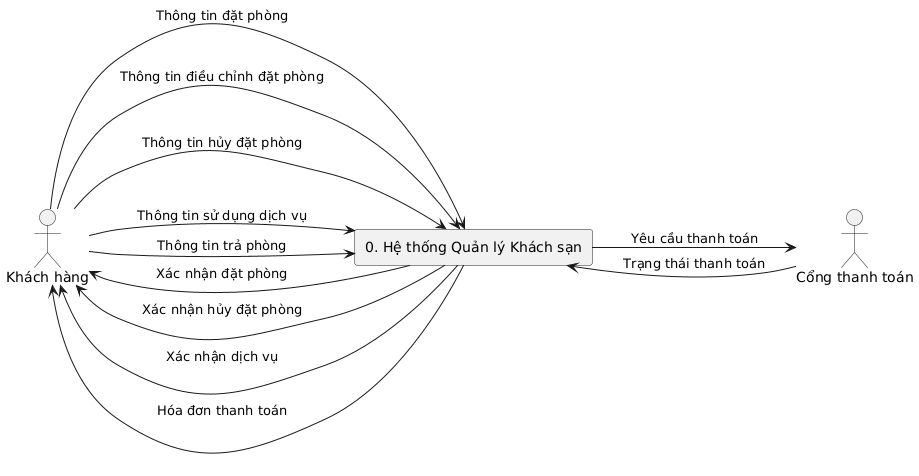 Thông tin đặt phòng
Thông tin điều chỉnh đặt phòng
Thông tin hủy đặt phòng
Thông tin sử dụng dịch vụ
Thông tin trả phòng
Xác nhận đặt phòng
Xác nhận hủy đặt phòng
Xác nhận dịch vụ
Hóa đơn thanh toán
Khách hàng
0. Hệ thống Quản lý Khách sạn
Yêu cầu thanh toán
Trạng thái thanh toán
Cổng thanh toán